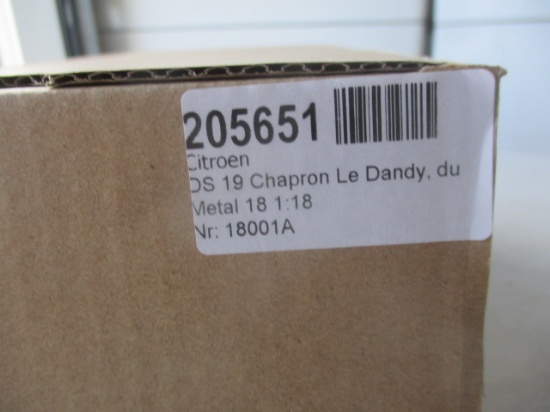 205651
Citroen
DS 19 Chapron Le Dandy, du
Metal 18 1:18
Nr: 18001A